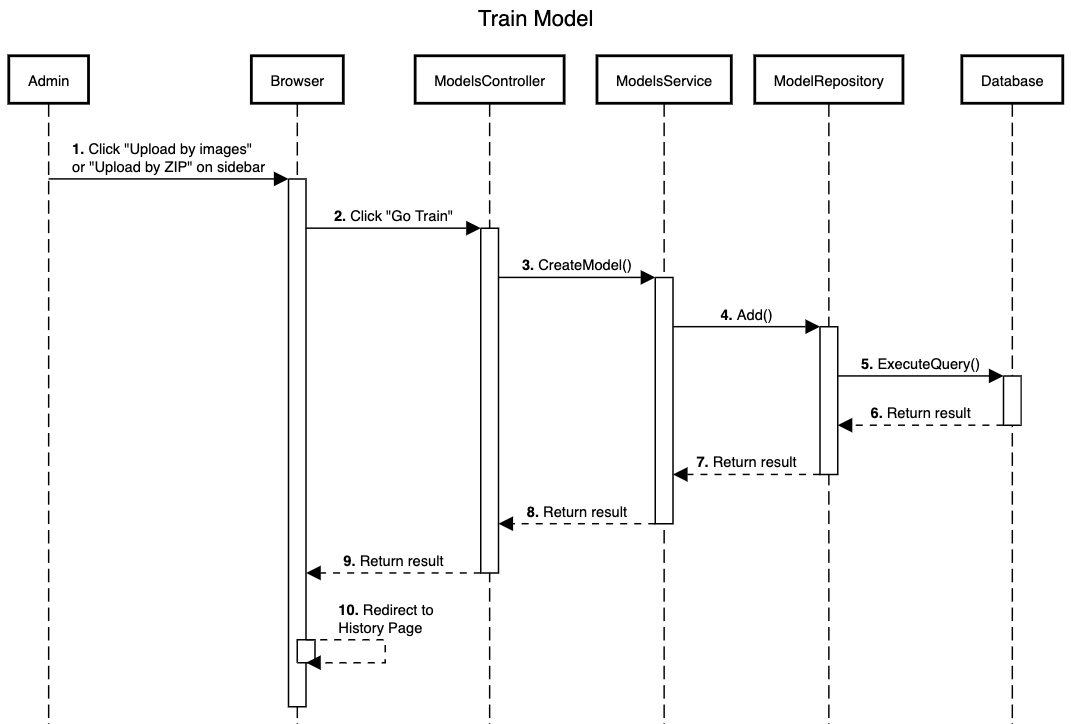 Train Model
Admin
Browser
ModelsController
ModelsService
ModelRepository
Database
1. Click "Upload by images"
or "Upload by ZIP" on sidebar
2. Click "Go Train"
3. CreateModel()
4. Add()
5. ExecuteQuery()
6. Return result
7. Return result
8. Return result
9. Return result
10. Redirect to
History Page